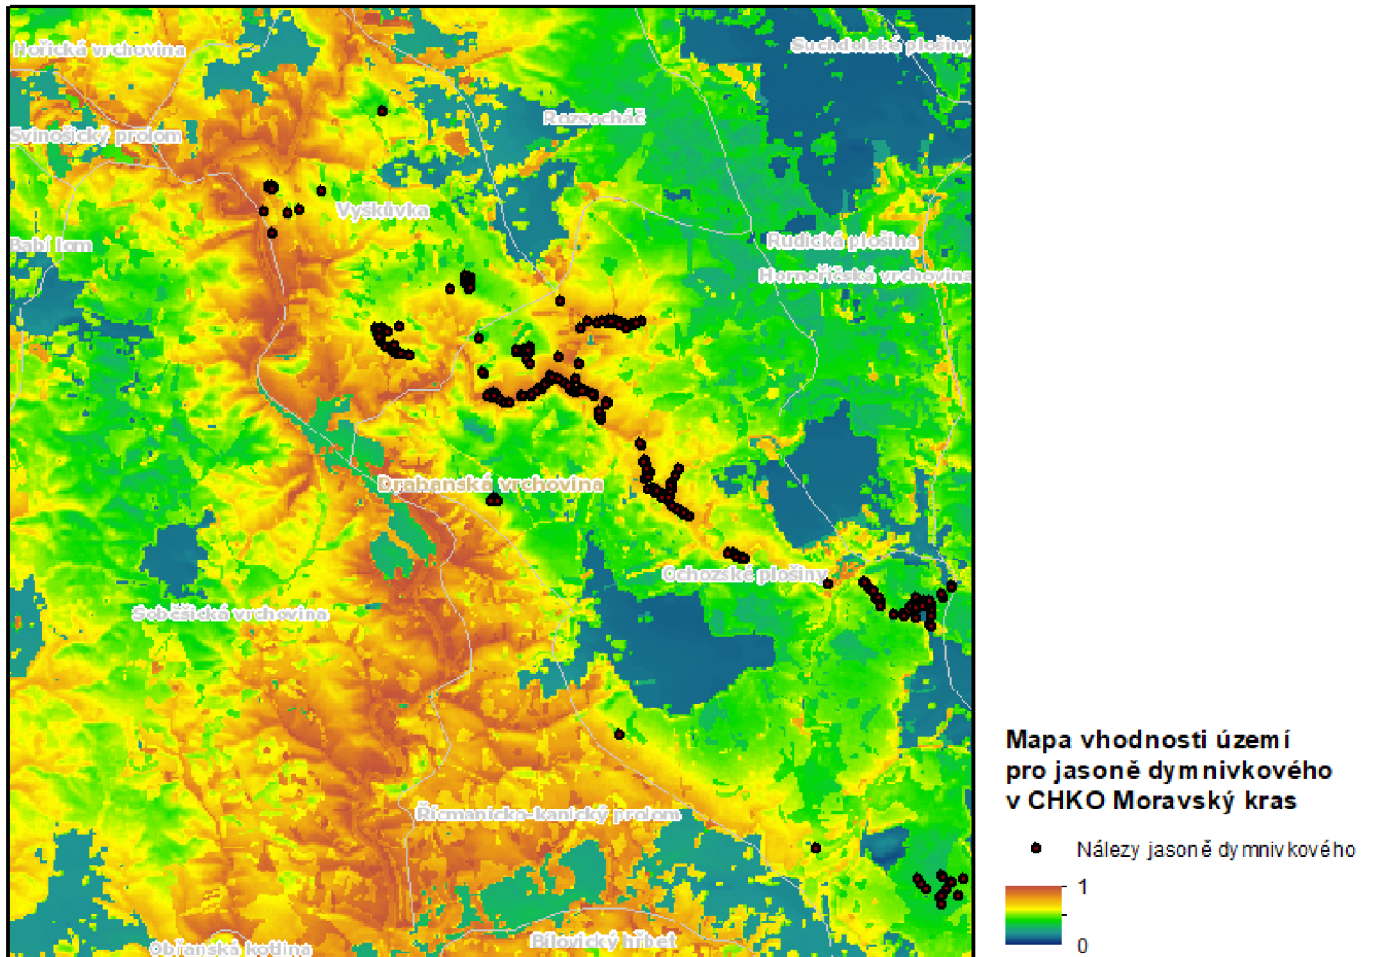 Hořická vrchovina
Suchdolské plošiny
Rozsocháč
Svinošický prolom
Vyškůvka
Babí lom
Rudická plošina
Hornoříčská vrchovina
Drahanská vrchovina
Ochozské plošiny
Soběšická vrchovina
Řícmanicko-kanický prolom
Obřanská kotlina
Bílovický hřbet
Mapa vhodnosti území
pro jasoně dymnivkového
v CHKO Moravský kras
Nálezy jasoně dymnivkového
1
0